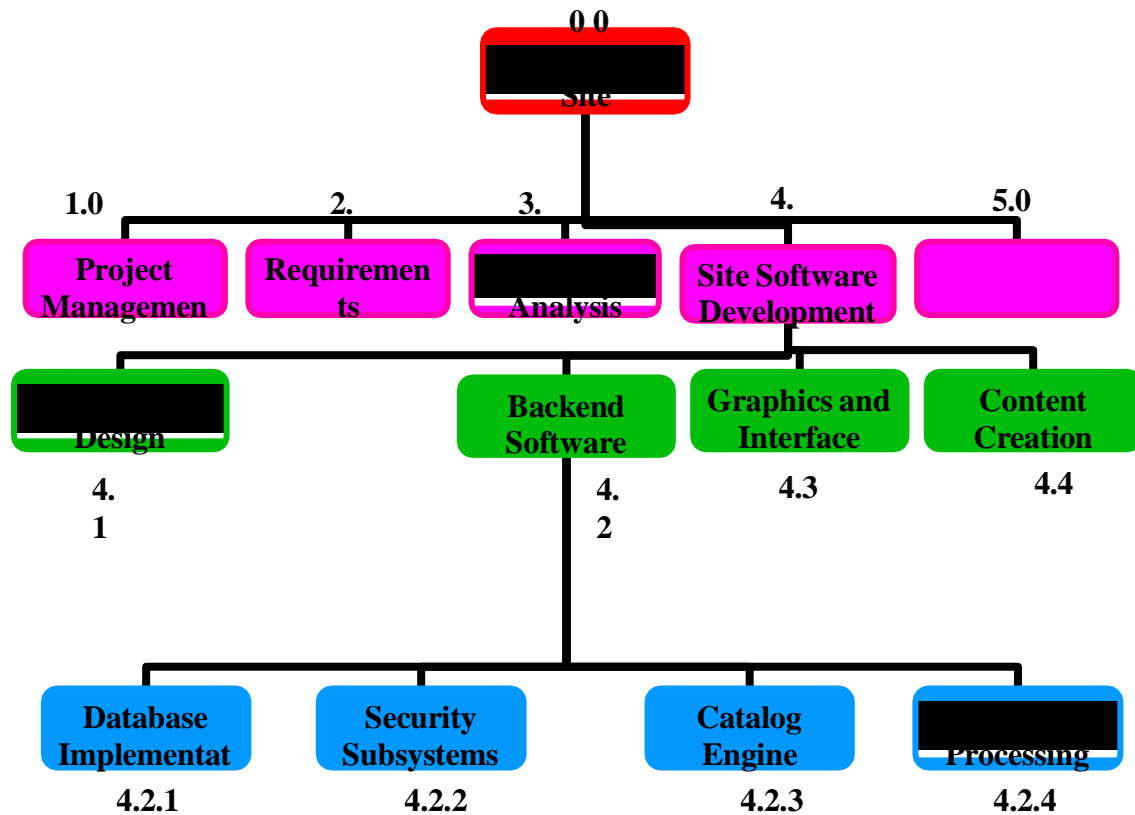 0 0
Site
1.0
2.
3.
4.
5.0
Project
Managemen
Requiremen
ts
Analysis
Site Software
Development
Design
Backend
Software
Graphics and
Interface
Content
Creation
4.
1
4.
2
4.3
4.4
Database
Implementat
Security
Subsystems
Catalog
Engine
Processing
4.2.1
4.2.2
4.2.3
4.2.4